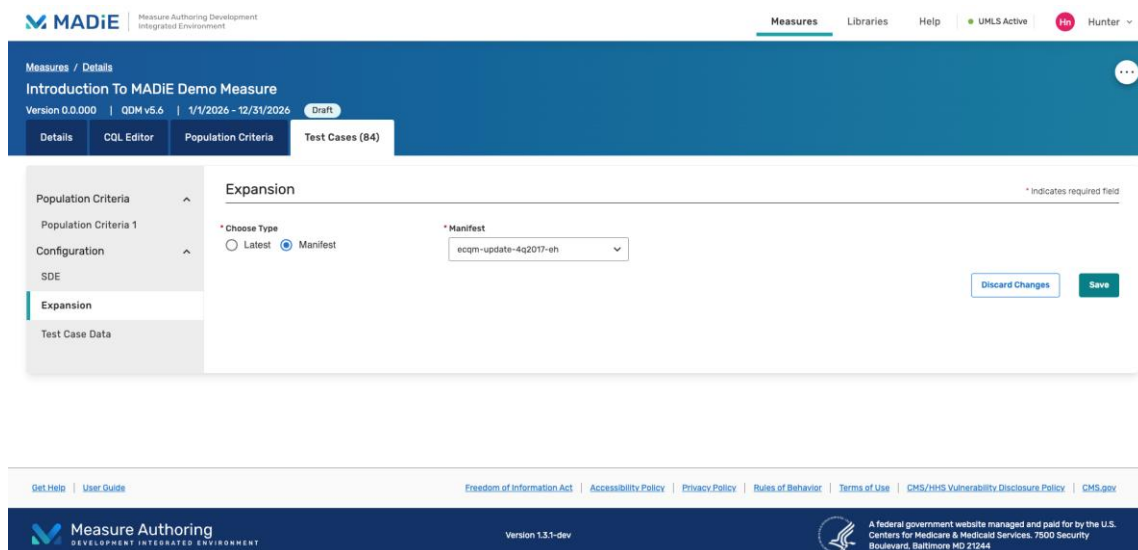 MADiE
Measure Authoring Development
Integrated Environment
Measures Libraries Help UMLS Active Hn Hunter
Measures / Details
Introduction To MADiE Demo Measure
Version 0.0.000 | QDM v5.6 | 1/1/2026 - 12/31/2026 Draft
Details CQL Editor Population Criteria Test Cases (84)
Population Criteria
Population Criteria 1
Configuration
SDE
Expansion
Test Case Data
Expansion
* Indicates required field
* Choose Type
Latest Manifest
* Manifest
ecqm-update-4q2017-eh
Discard Changes Save
Get Help | User Guide
Freedom of Information Act | Accessibility Policy | Privacy Policy | Rules of Behavior | Terms of Use | CMS/HHS Vulnerability Disclosure Policy | CMS.gov
Measure Authoring
DEVELOPMENT INTEGRATED ENVIRONMENT
Version 1.3.1-dev
A federal government website managed and paid for by the U.S.
Centers for Medicare & Medicaid Services. 7500 Security
Boulevard, Baltimore MD 21244